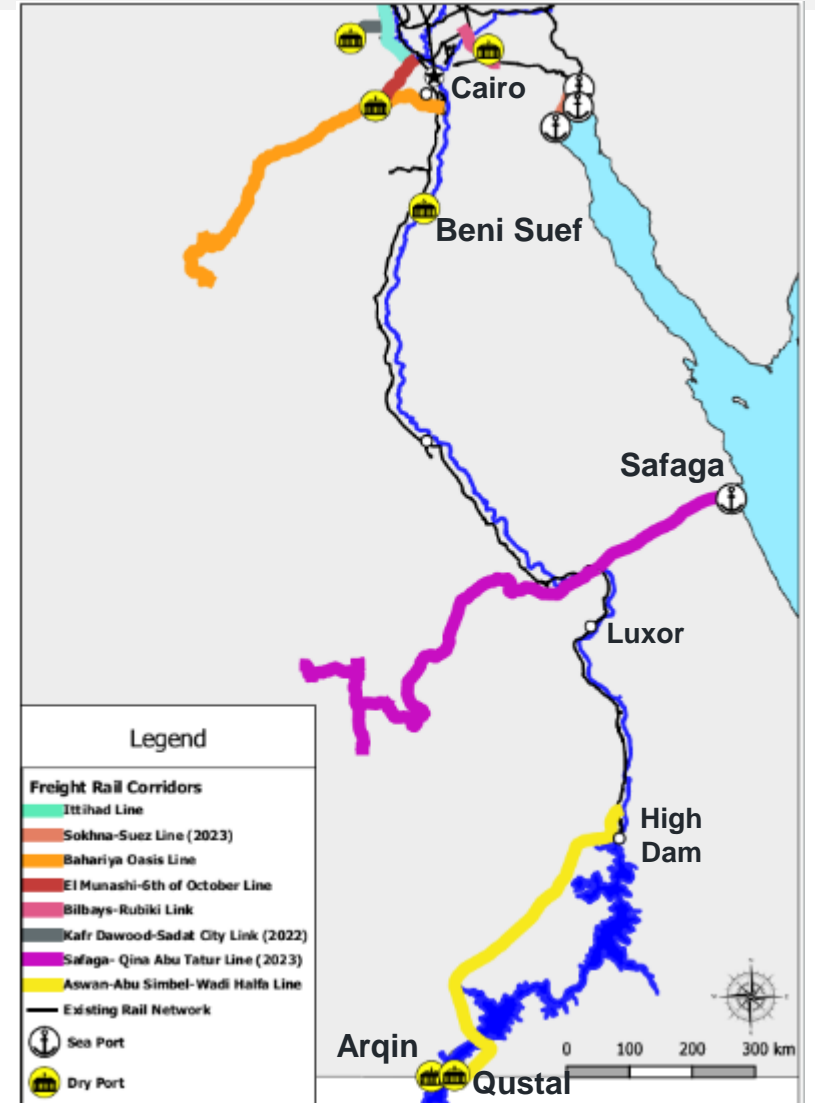 Cairo
Beni Suef
Safaga
Luxor
High
Dam
Arqin
Qustal
0 100 200 300 km
Legend
Freight Rail Corridors
Ittihad Line
Sokhna-Suez Line (2023)
Bahariya Oasis Line
El Munashi-6th of October Line
Bilbays-Rubiki Link
Kafr Dawood-Sadat City Link (2022)
Safaga- Qina Abu Tatur Line (2023)
Aswan-Abu Simbel-Wadi Halfa Line
Existing Rail Network
Sea Port
Dry Port